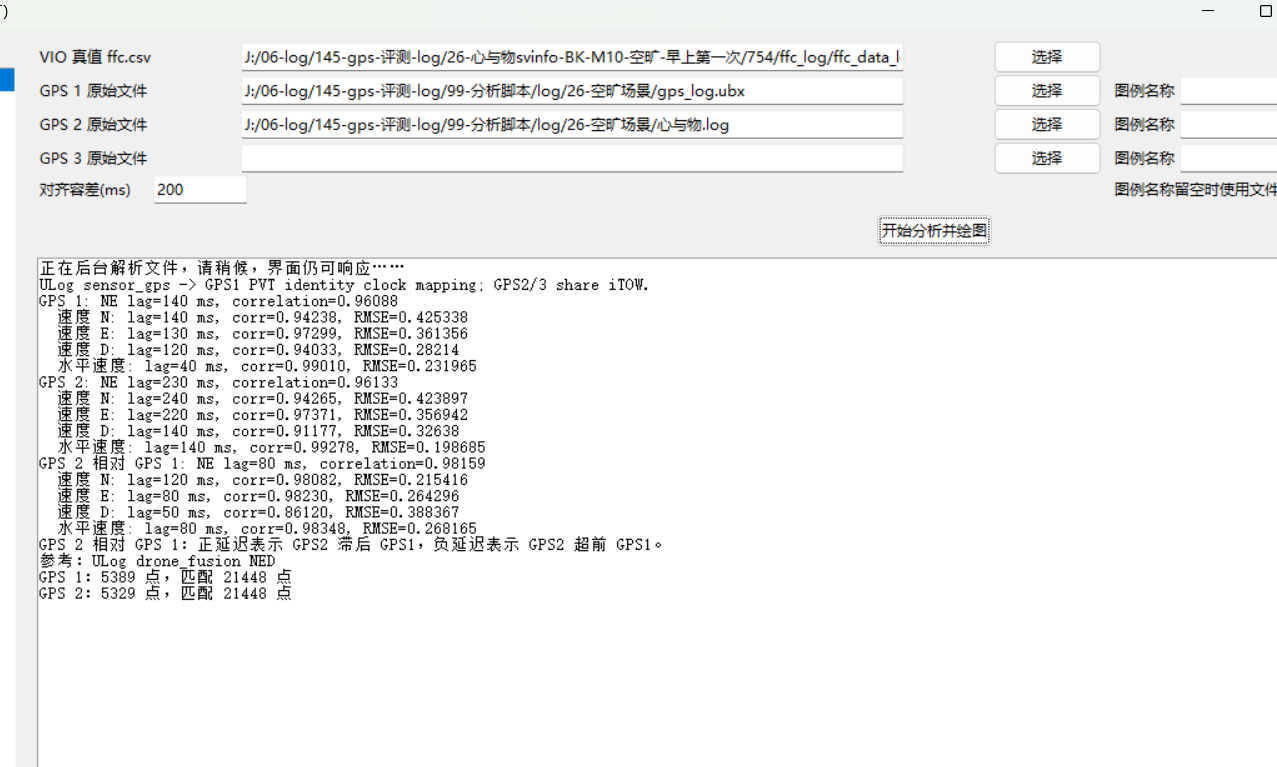 )
VIO 真值 ffc.csv J:/06-log/145-gps-评测-log/26-心与物svinfo-BK-M10-空旷-早上第一次/754/ffc_log/ffc_data_l 选择
GPS 1 原始文件 J:/06-log/145-gps-评测-log/99-分析脚本/log/26-空旷场景/gps_log.ubx 选择 图例名称
GPS 2 原始文件 J:/06-log/145-gps-评测-log/99-分析脚本/log/26-空旷场景/心与物.log 选择 图例名称
GPS 3 原始文件 选择 图例名称
对齐容差(ms) 200 图例名称留空时使用文件
开始分析并绘图
正在后台解析文件，请稍候，界面仍可响应……
ULog sensor_gps -> GPS1 PVT identity clock mapping; GPS2/3 share iTOW.
GPS 1: NE lag=140 ms, correlation=0.96088
速度 N: lag=140 ms, corr=0.94238, RMSE=0.425338
速度 E: lag=130 ms, corr=0.97299, RMSE=0.361356
速度 D: lag=120 ms, corr=0.94033, RMSE=0.28214
水平速度: lag=40 ms, corr=0.99010, RMSE=0.231965
GPS 2: NE lag=230 ms, correlation=0.96133
速度 N: lag=240 ms, corr=0.94265, RMSE=0.423897
速度 E: lag=220 ms, corr=0.97371, RMSE=0.356942
速度 D: lag=140 ms, corr=0.91177, RMSE=0.32638
水平速度: lag=140 ms, corr=0.99278, RMSE=0.198685
GPS 2 相对 GPS 1: NE lag=80 ms, correlation=0.98159
速度 N: lag=120 ms, corr=0.98082, RMSE=0.215416
速度 E: lag=80 ms, corr=0.98230, RMSE=0.264296
速度 D: lag=50 ms, corr=0.86120, RMSE=0.388367
水平速度: lag=80 ms, corr=0.98348, RMSE=0.268165
GPS 2 相对 GPS 1：正延迟表示 GPS2 滞后 GPS1，负延迟表示 GPS2 超前 GPS1。
参考：ULog drone_fusion NED
GPS 1：5389 点，匹配 21448 点
GPS 2：5329 点，匹配 21448 点